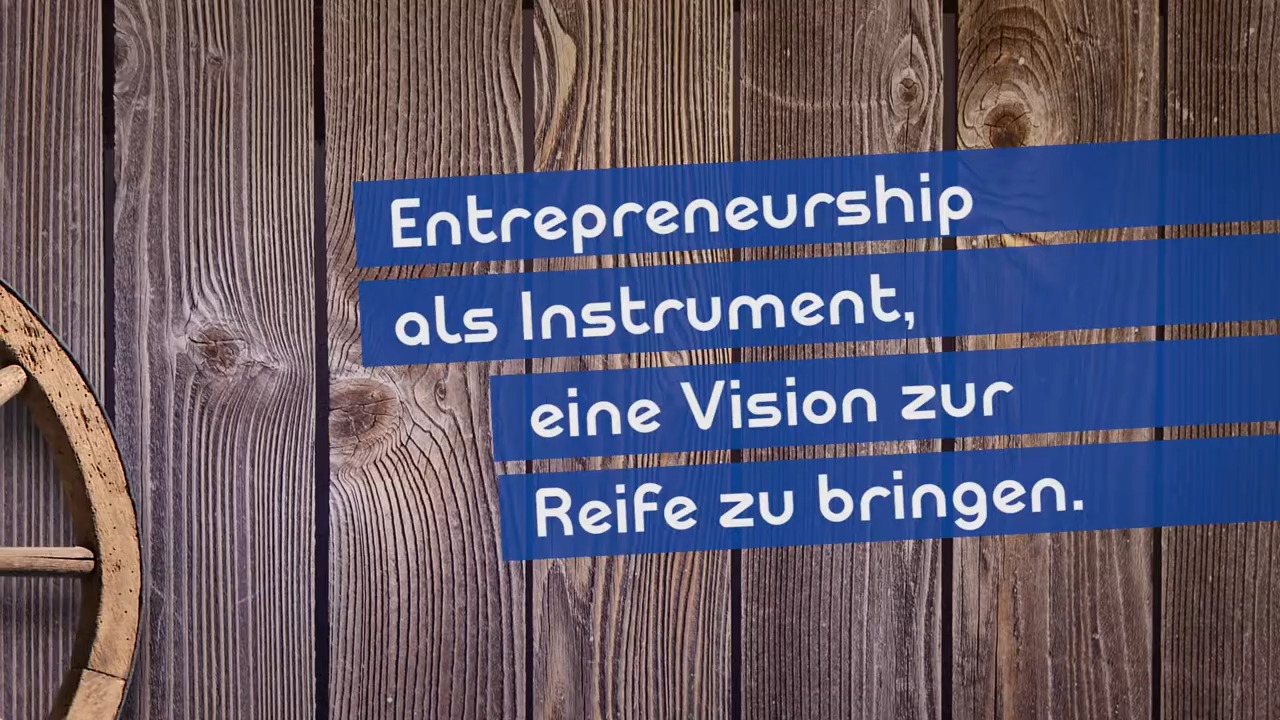 Entrepreneurship
als Instrument,
eine Vision zur
Reife zu bringen.